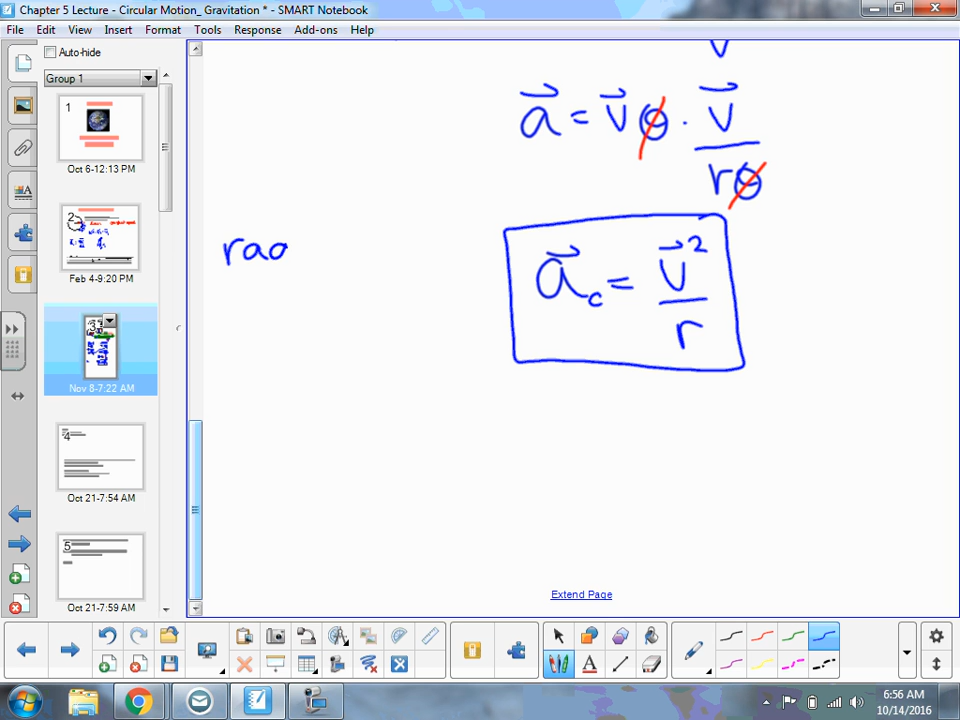 Chapter 5 Lecture - Circular Motion_ Gravitation * - SMART Notebook
File Edit View Insert Format Tools Response Add-ons Help
Auto-hide
Group 1
1
Oct 6-12:13 PM
2
Feb 4-9:20 PM
3
Nov 8-7:22 AM
4
Oct 21-7:54 AM
5
Oct 21-7:59 AM
v
a⃗ = v⃗θ · v⃗/rθ
rao
a⃗c = v⃗²/r
Extend Page
6:56 AM
10/14/2016